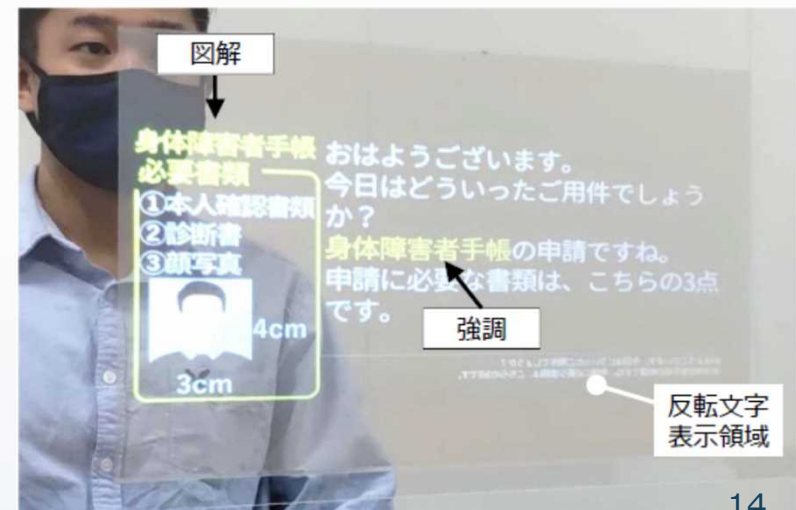 図解
身体障害者手帳
必要書類
①本人確認書類
②診断書
③顔写真
4cm
3cm
おはようございます。
今日はどういったご用件でしょう
か？
身体障害者手帳の申請ですね。
申請に必要な書類は、こちらの3点
です。
強調
反転文字
表示領域
14